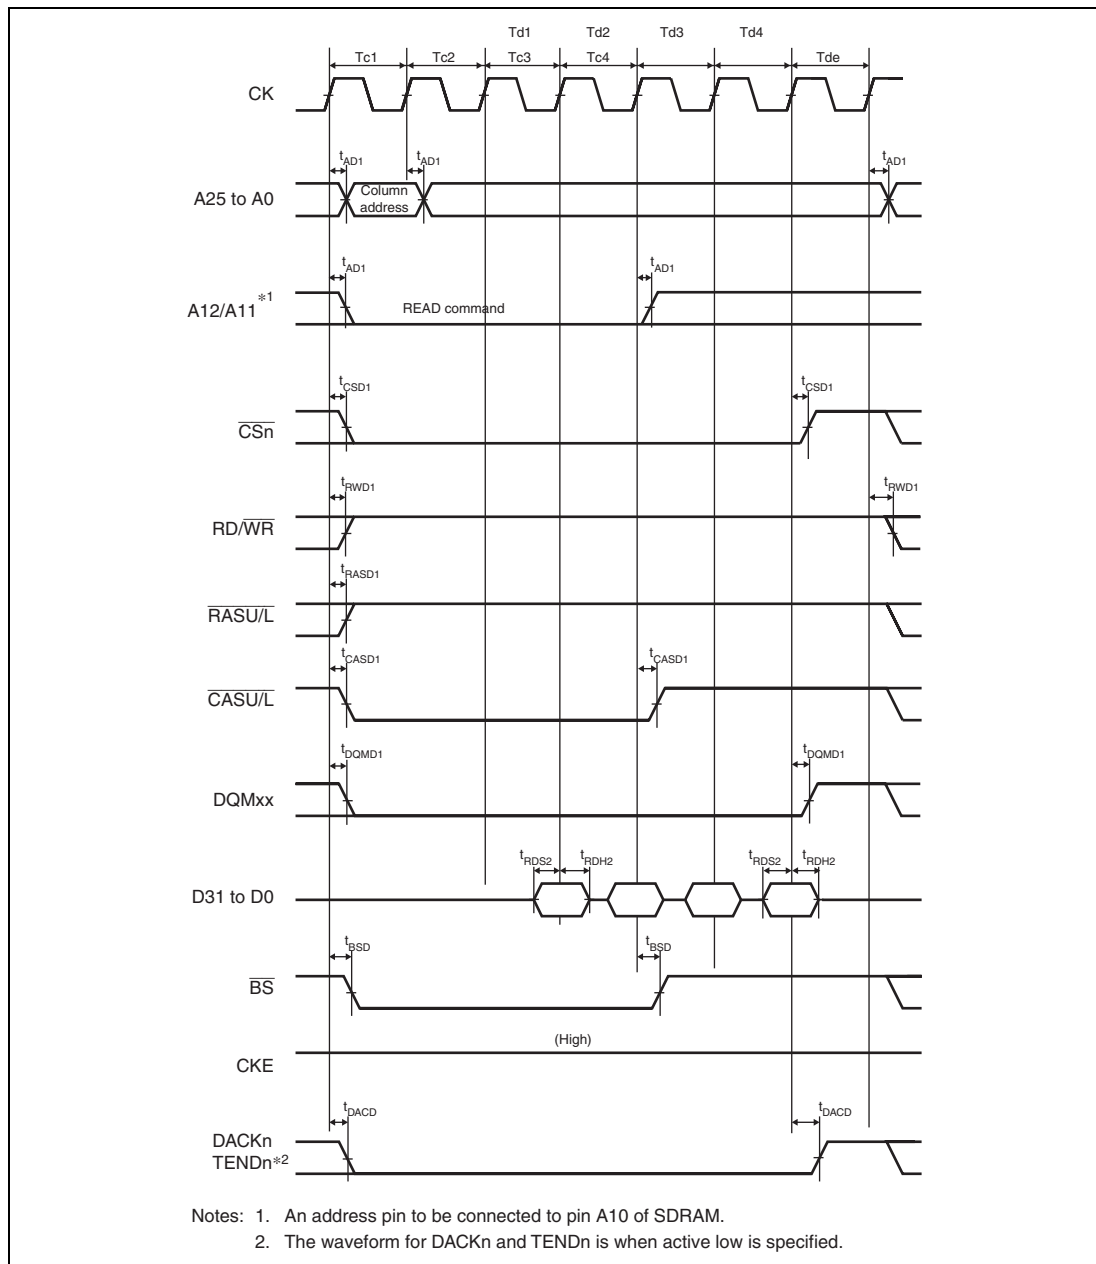 Td1 Td2 Td3 Td4
Tc1 Tc2 Tc3 Tc4 Tde
CK
tAD1 tAD1 tAD1
A25 to A0
Column
address
tAD1 tAD1
A12/A11*1
READ command
tCSD1 tCSD1
CSn
tRWD1 tRWD1
RD/WR
tRASD1
RASU/L
tCASD1 tCASD1
CASU/L
tDQMD1 tDQMD1
DQMxx
tRDS2 tRDH2 tRDS2 tRDH2
D31 to D0
tBSD tBSD
BS
(High)
CKE
tDACD tDACD
DACKn
TENDn*2
Notes: 1. An address pin to be connected to pin A10 of SDRAM.
2. The waveform for DACKn and TENDn is when active low is specified.